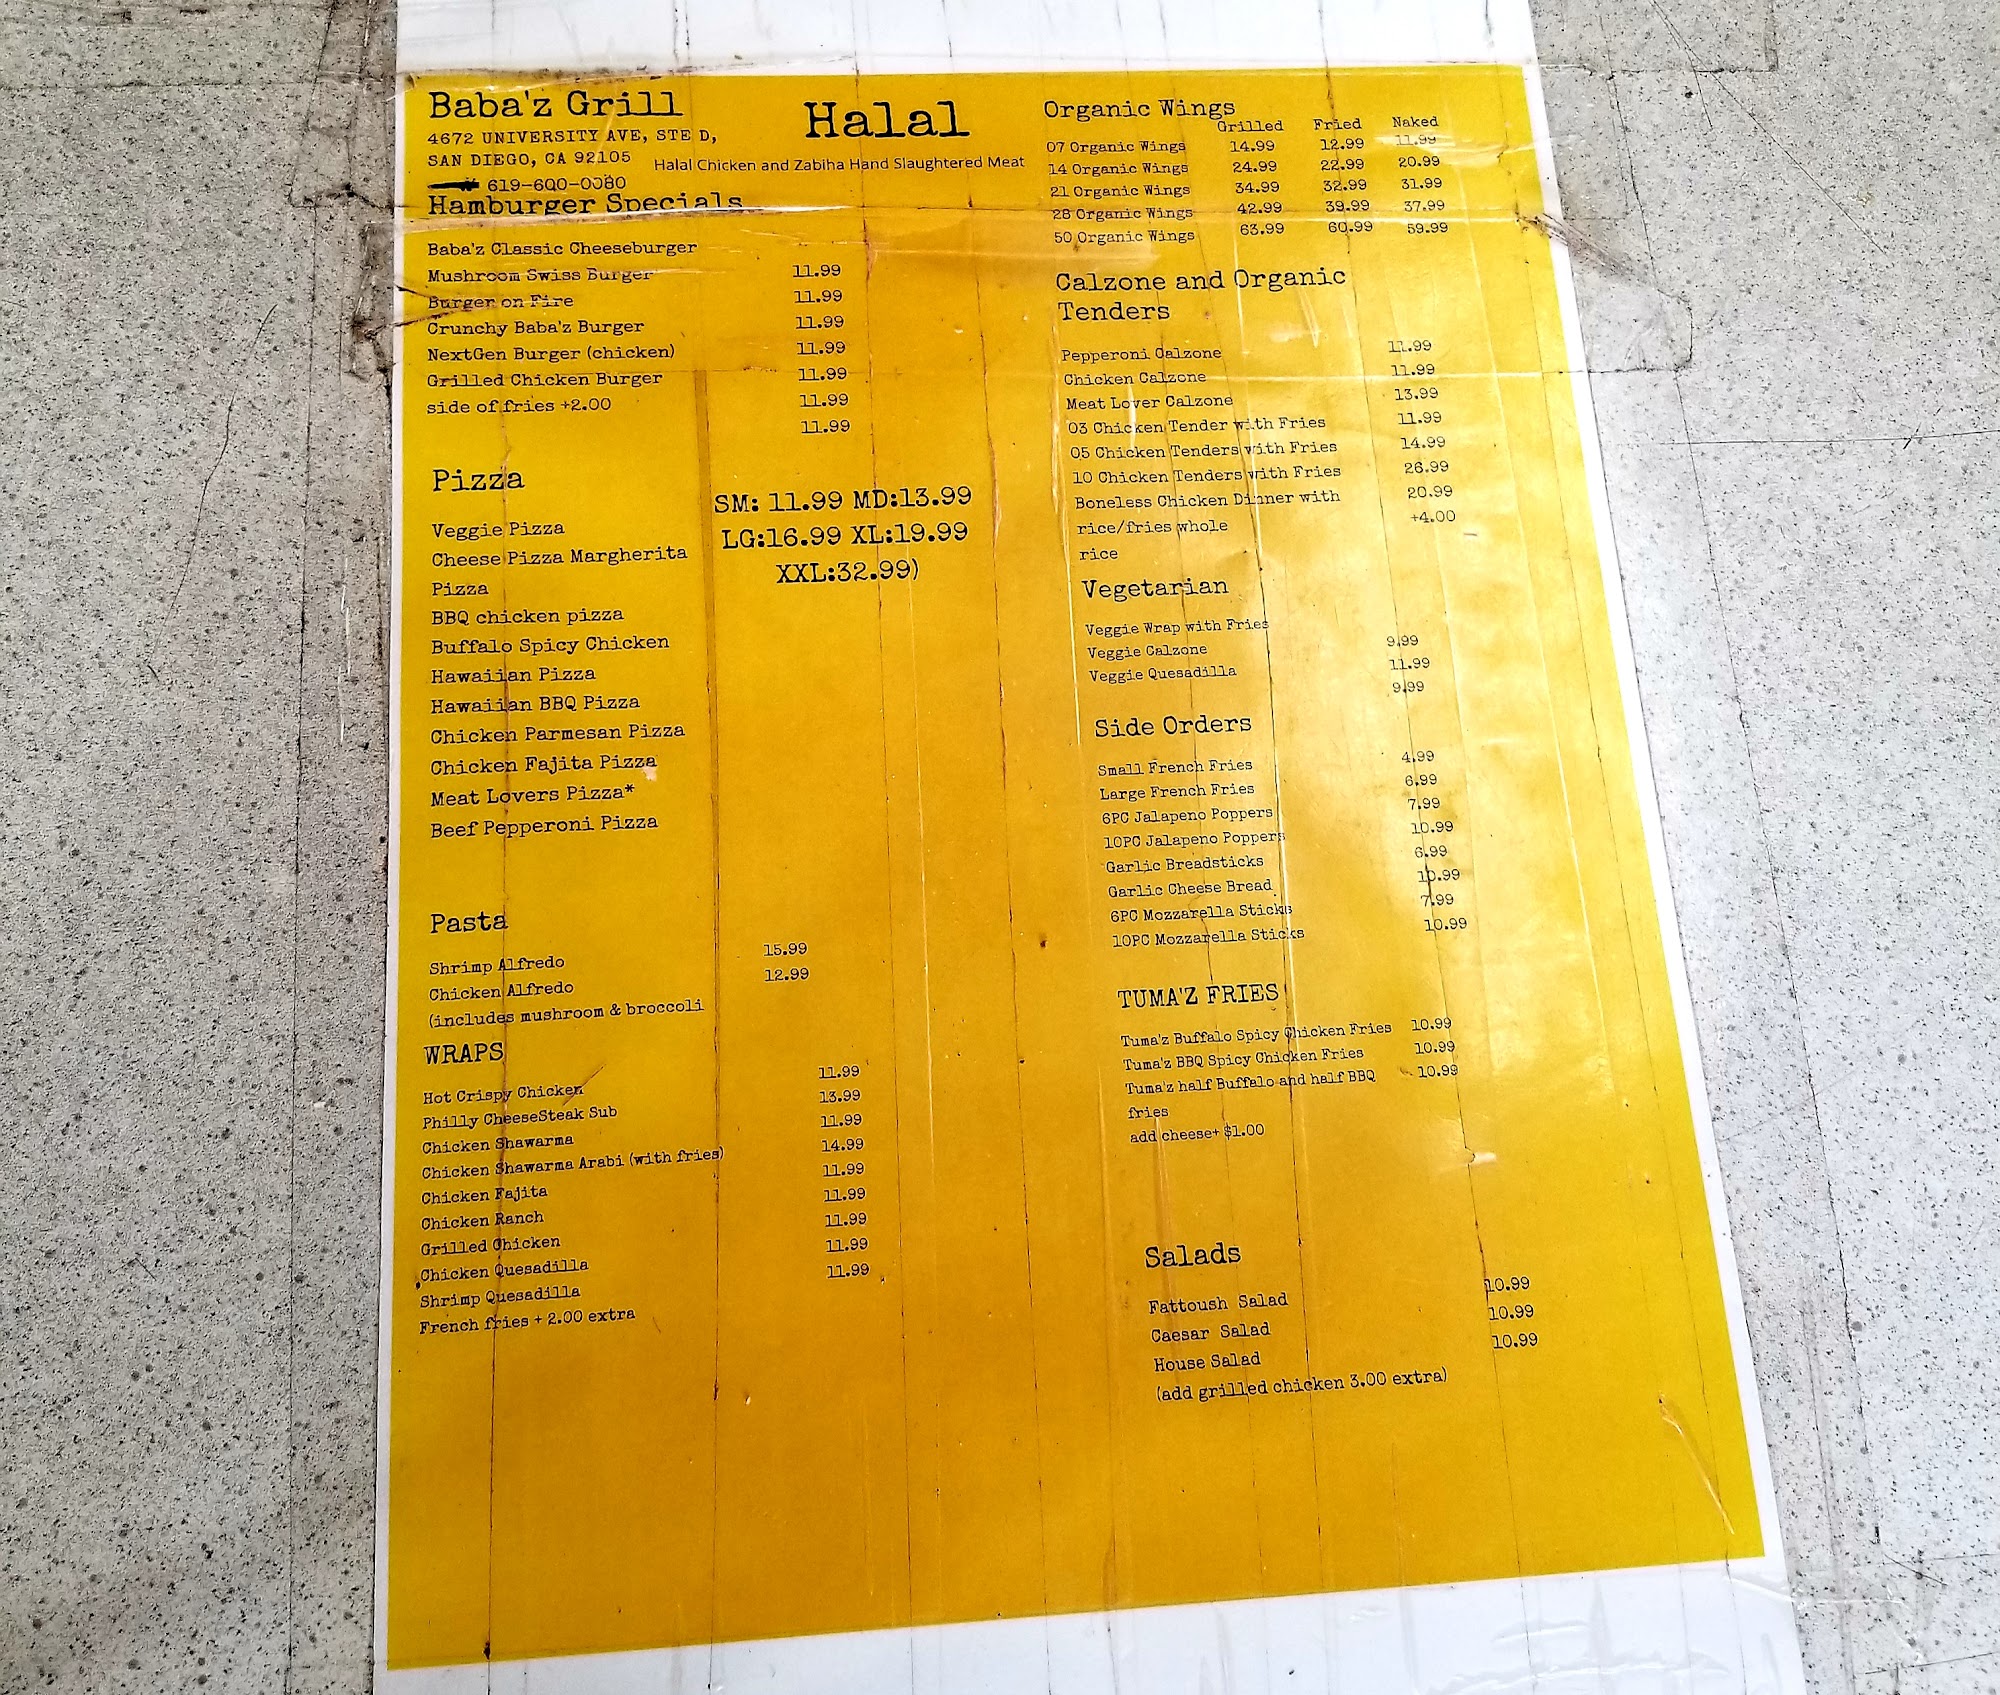 Baba'z Grill
4672 UNIVERSITY AVE, STE D,
SAN DIEGO, CA 92105
619-600-0080
Halal
Halal Chicken and Zabiha Hand Slaughtered Meat
Hamburger Specials
Baba'z Classic Cheeseburger
Mushroom Swiss Burger 11.99
Burger on Fire 11.99
Crunchy Baba'z Burger 11.99
NextGen Burger (chicken) 11.99
Grilled Chicken Burger 11.99
side of fries +2.00 11.99
11.99
Pizza
SM: 11.99 MD:13.99
LG:16.99 XL:19.99
XXL:32.99)
Veggie Pizza
Cheese Pizza Margherita
Pizza
BBQ chicken pizza
Buffalo Spicy Chicken
Hawaiian Pizza
Hawaiian BBQ Pizza
Chicken Parmesan Pizza
Chicken Fajita Pizza
Meat Lovers Pizza*
Beef Pepperoni Pizza
Pasta
Shrimp Alfredo 15.99
Chicken Alfredo 12.99
(includes mushroom & broccoli
WRAPS
Hot Crispy Chicken 11.99
Philly CheeseSteak Sub 13.99
Chicken Shawarma 11.99
Chicken Shawarma Arabi (with fries) 14.99
Chicken Fajita 11.99
Chicken Ranch 11.99
Grilled Chicken 11.99
Chicken Quesadilla 11.99
Shrimp Quesadilla 11.99
French fries + 2.00 extra
Organic Wings
Grilled Fried Naked
07 Organic Wings 14.99 12.99 11.99
14 Organic Wings 24.99 22.99 20.99
21 Organic Wings 34.99 32.99 31.99
28 Organic Wings 42.99 39.99 37.99
50 Organic Wings 63.99 60.99 59.99
Calzone and Organic
Tenders
Pepperoni Calzone 11.99
Chicken Calzone 11.99
Meat Lover Calzone 13.99
03 Chicken Tender with Fries 11.99
05 Chicken Tenders with Fries 14.99
10 Chicken Tenders with Fries 26.99
Boneless Chicken Dinner with 20.99
rice/fries whole +4.00
rice
Vegetarian
Veggie Wrap with Fries 9.99
Veggie Calzone 11.99
Veggie Quesadilla 9.99
Side Orders
Small French Fries 4.99
Large French Fries 6.99
6PC Jalapeno Poppers 7.99
10PC Jalapeno Poppers 10.99
Garlic Breadsticks 6.99
Garlic Cheese Bread 10.99
6PC Mozzarella Sticks 7.99
10PC Mozzarella Sticks 10.99
TUMA'Z FRIES
Tuma'z Buffalo Spicy Chicken Fries 10.99
Tuma'z BBQ Spicy Chicken Fries 10.99
Tuma'z half Buffalo and half BBQ 10.99
fries
add cheese+ $1.00
Salads
Fattoush Salad 10.99
Caesar Salad 10.99
House Salad 10.99
(add grilled chicken 3.00 extra)